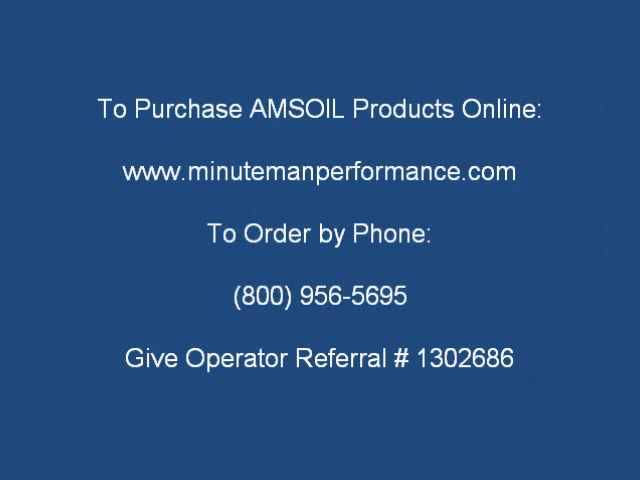 To Purchase AMSOIL Products Online:
www.minutemanperformance.com
To Order by Phone:
(800) 956-5695
Give Operator Referral # 1302686